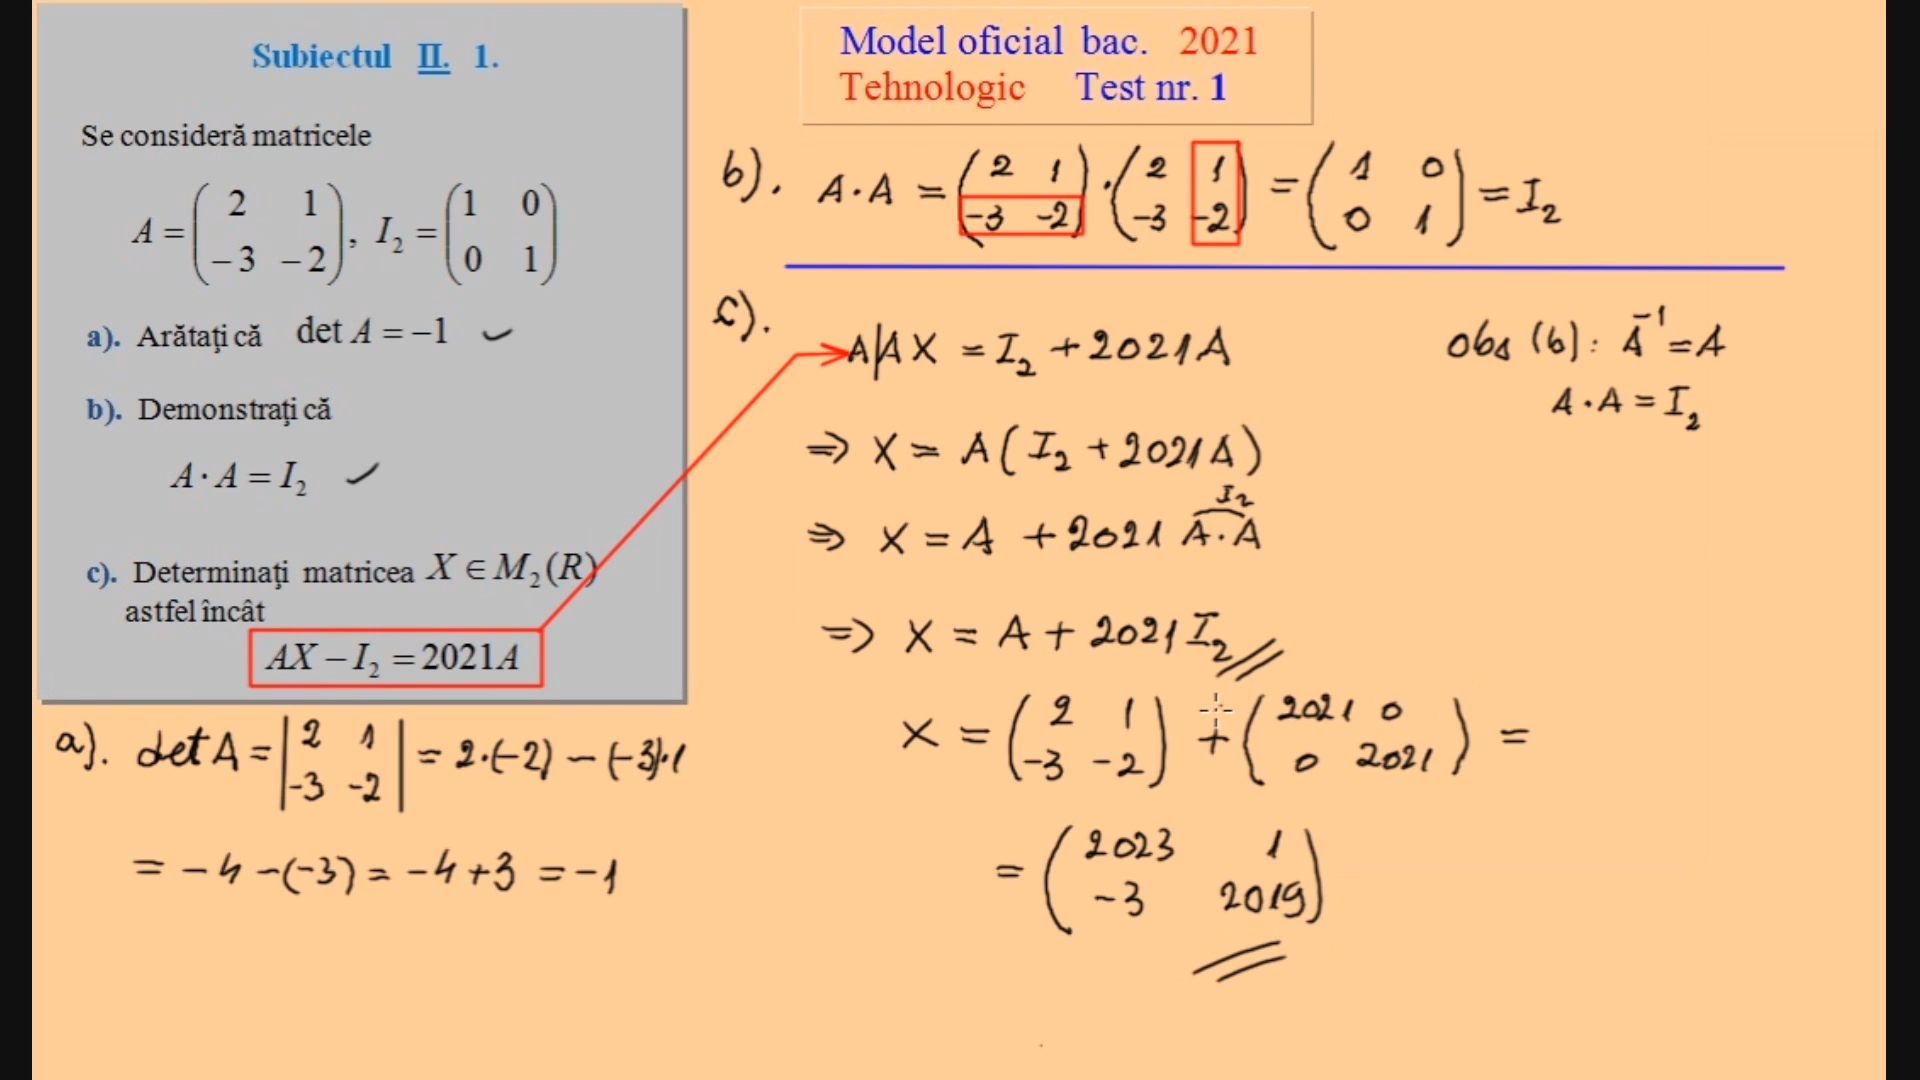 Subiectul II. 1.
Se consideră matricele
A = ( 2 1 ; -3 -2 ), I₂ = ( 1 0 ; 0 1 )
a). Arătaţi că det A = −1
b). Demonstraţi că
A · A = I₂
c). Determinaţi matricea X ∈ M₂(R)
astfel încât
AX − I₂ = 2021A
a). det A = | 2 1 ; -3 -2 | = 2·(-2) − (-3)·1
= -4 -(-3) = -4+3 = -1
Model oficial bac. 2021
Tehnologic Test nr. 1
b). A·A = ( 2 1 ; -3 -2 ) · ( 2 1 ; -3 -2 ) = ( 1 0 ; 0 1 ) = I₂
c).
A| AX = I₂ + 2021A
obs (b): A⁻¹ = A
A·A = I₂
⇒ X = A( I₂ + 2021A )
I₂
⇒ X = A + 2021 A·A
⇒ X = A + 2021 I₂
X = ( 2 1 ; -3 -2 ) + ( 2021 0 ; 0 2021 ) =
= ( 2023 1 ; -3 2019 )